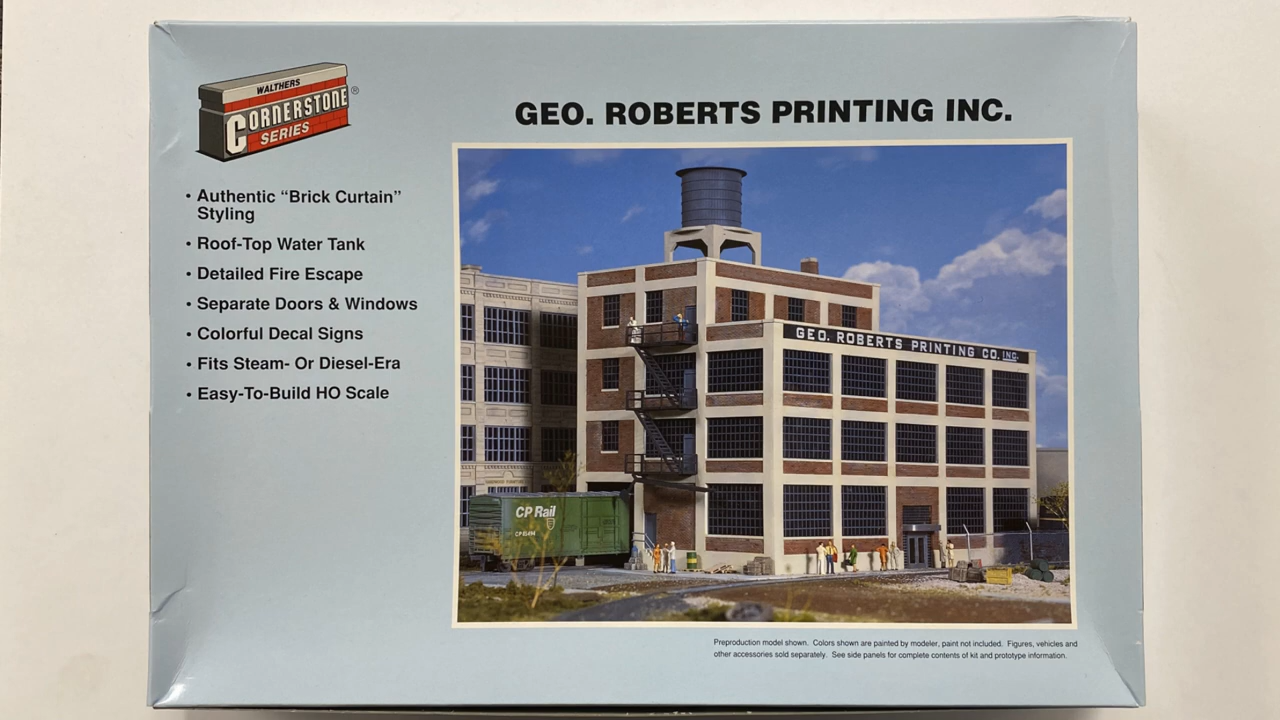 WALTHERS
CORNERSTONE®
SERIES
GEO. ROBERTS PRINTING INC.
• Authentic “Brick Curtain”
Styling
• Roof-Top Water Tank
• Detailed Fire Escape
• Separate Doors & Windows
• Colorful Decal Signs
• Fits Steam- Or Diesel-Era
• Easy-To-Build HO Scale
GEO. ROBERTS PRINTING CO. INC.
CP Rail
Preproduction model shown. Colors shown are painted by modeler, paint not included. Figures, vehicles and
other accessories sold separately. See side panels for complete contents of kit and prototype information.